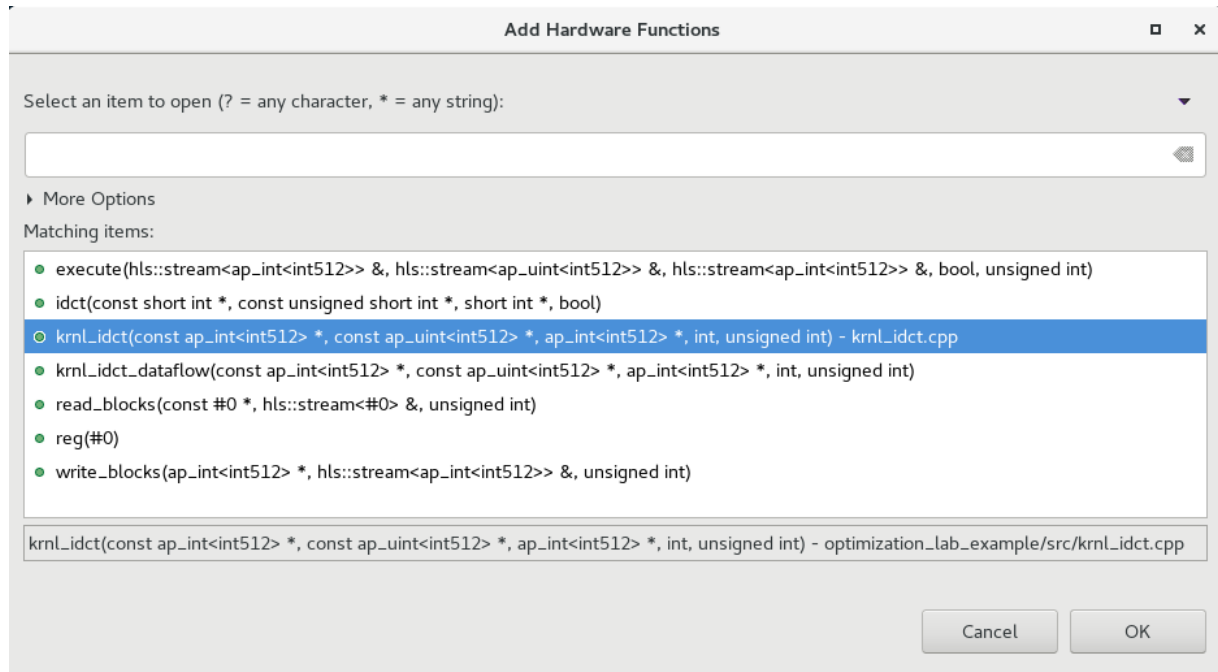 Add Hardware Functions
Select an item to open (? = any character, * = any string):
More Options
Matching items:
execute(hls::stream<ap_int<int512>> &, hls::stream<ap_uint<int512>> &, hls::stream<ap_int<int512>> &, bool, unsigned int)
idct(const short int *, const unsigned short int *, short int *, bool)
krnl_idct(const ap_int<int512> *, const ap_uint<int512> *, ap_int<int512> *, int, unsigned int) - krnl_idct.cpp
krnl_idct_dataflow(const ap_int<int512> *, const ap_uint<int512> *, ap_int<int512> *, int, unsigned int)
read_blocks(const #0 *, hls::stream<#0> &, unsigned int)
reg(#0)
write_blocks(ap_int<int512> *, hls::stream<ap_int<int512>> &, unsigned int)
krnl_idct(const ap_int<int512> *, const ap_uint<int512> *, ap_int<int512> *, int, unsigned int) - optimization_lab_example/src/krnl_idct.cpp
Cancel OK